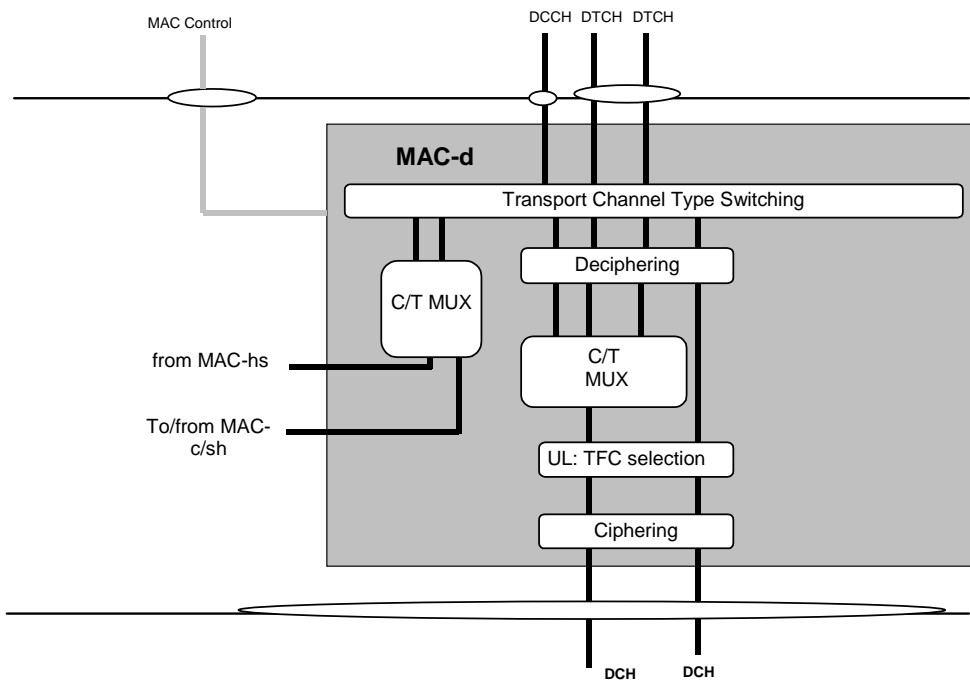 MAC Control
DCCH DTCH DTCH
MAC-d
Transport Channel Type Switching
Deciphering
C/T MUX
C/T
MUX
from MAC-hs
To/from MAC-
c/sh
UL: TFC selection
Ciphering
DCH
DCH